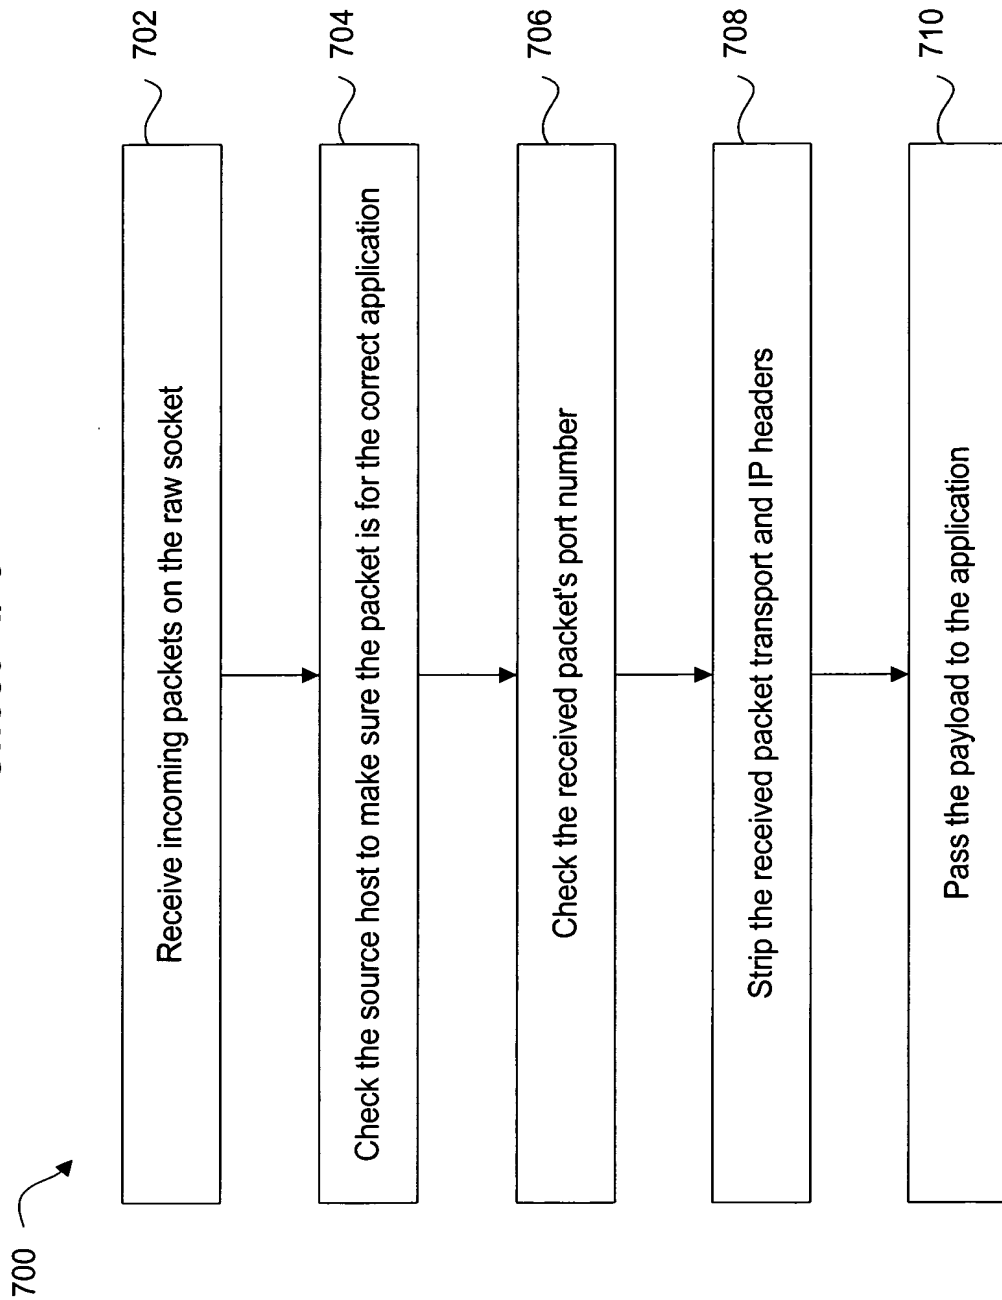 700
Receive incoming packets on the raw socket
702
Check the source host to make sure the packet is for the correct application
704
Check the received packet's port number
706
Strip the received packet transport and IP headers
708
Pass the payload to the application
710